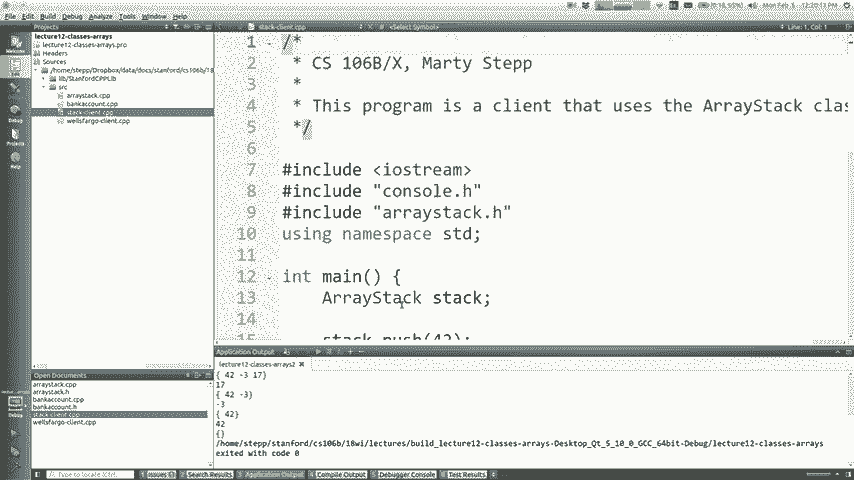 File Edit Build Debug Analyze Tools Window Help
Mon Feb 5 12:20:13 PM
Projects
stack-client.cpp
<Select Symbol>
Line: 1, Col: 1
Welcome
Debug
Projects
Help
lecture12-classes-arrays
lecture12-classes-arrays.pro
Headers
Sources
/home/stepp/Dropbox/data/docs/stanford/cs106b/18
lib/StanfordCPPLib
src
arraystack.cpp
bankaccount.cpp
stack-client.cpp
wellsfargo-client.cpp
1 /*
2 * CS 106B/X, Marty Stepp
3 *
4 * This program is a client that uses the ArrayStack clas
5 */
6
7 #include <iostream>
8 #include "console.h"
9 #include "arraystack.h"
10 using namespace std;
11
12 int main() {
13 ArrayStack stack;
14
15 stack.push(42);
Application Output
lecture12-classes-arrays2
{ 42 -3 17}
17
{ 42 -3}
-3
{ 42}
42
{}
/home/stepp/stanford/cs106b/18wi/lectures/build_lecture12-classes-arrays-Desktop_Qt_5_10_0_GCC_64bit-Debug/lecture12-classes-arrays
exited with code 0
Open Documents
arraystack.cpp
arraystack.h
bankaccount.cpp
bankaccount.h
stack-client.cpp
wellsfargo-client.cpp
Debug
Type to locate (Ctrl...
1 Issues
2 Search Results
3 Application Output
4 Compile Output
5 Debugger Console
8 Test Results